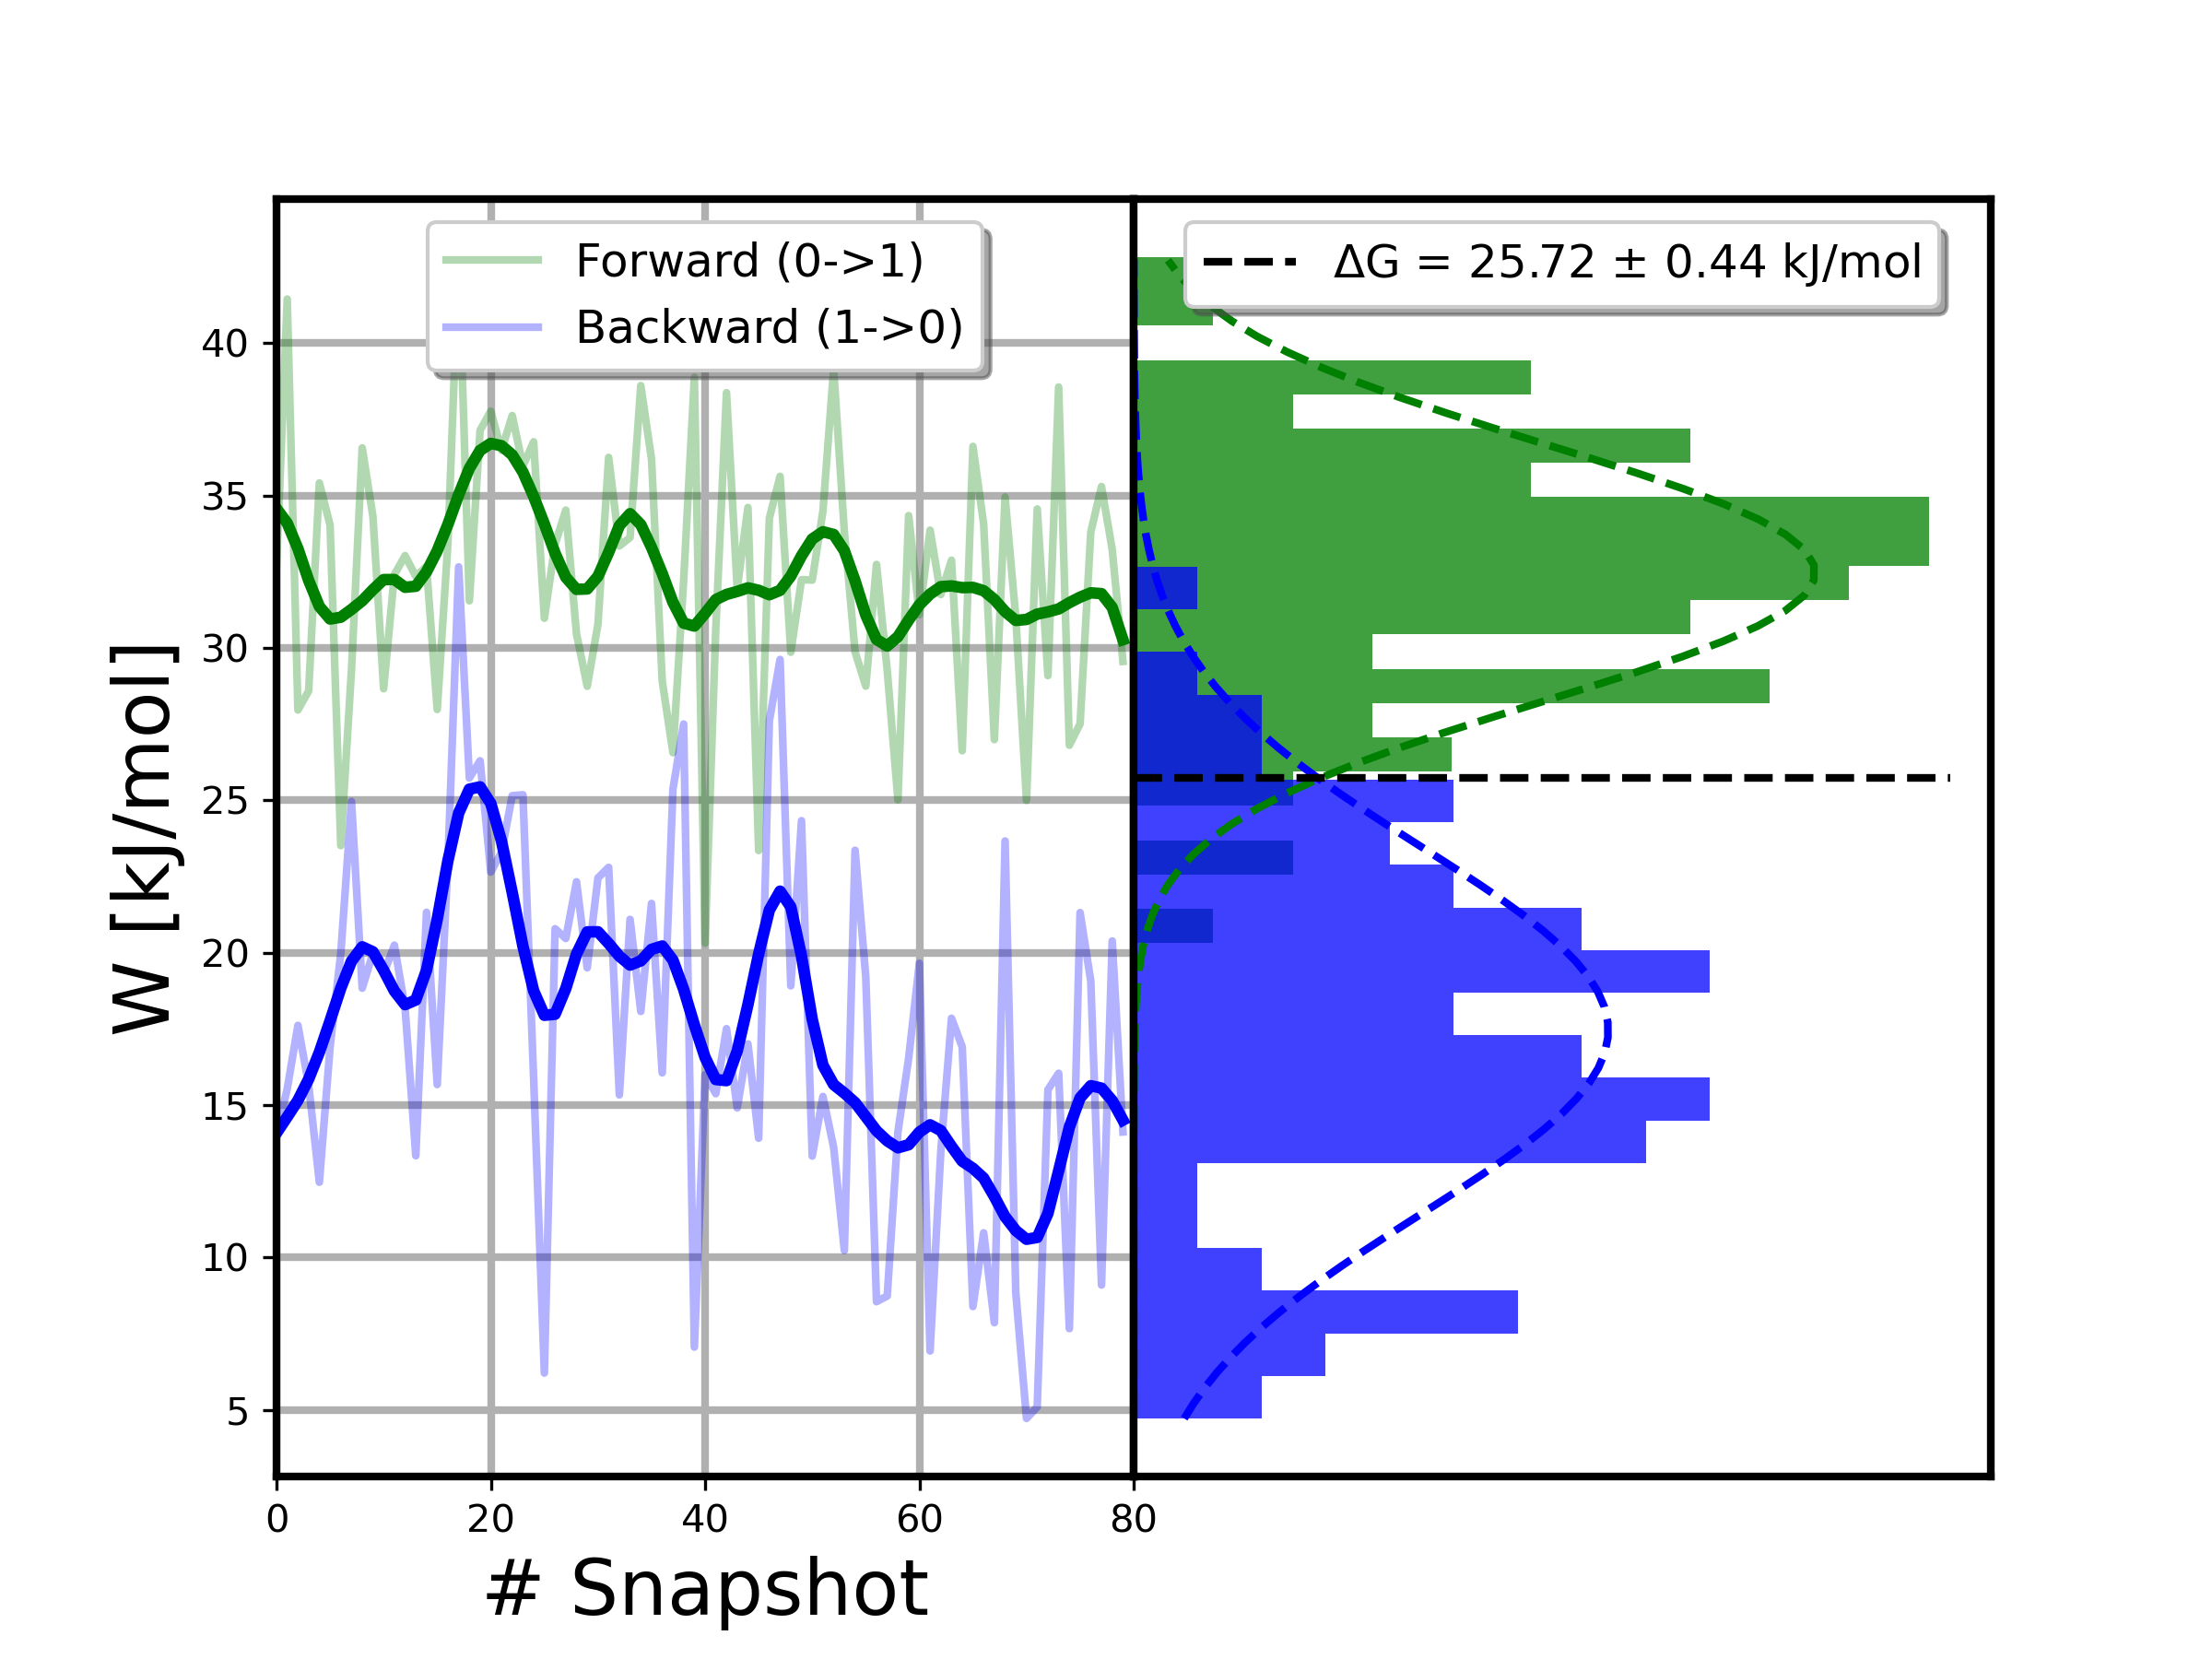 Forward (0->1)
Backward (1->0)
ΔG = 25.72 ± 0.44 kJ/mol
W [kJ/mol]
40
35
30
25
20
15
10
5
0 20 40 60 80
# Snapshot